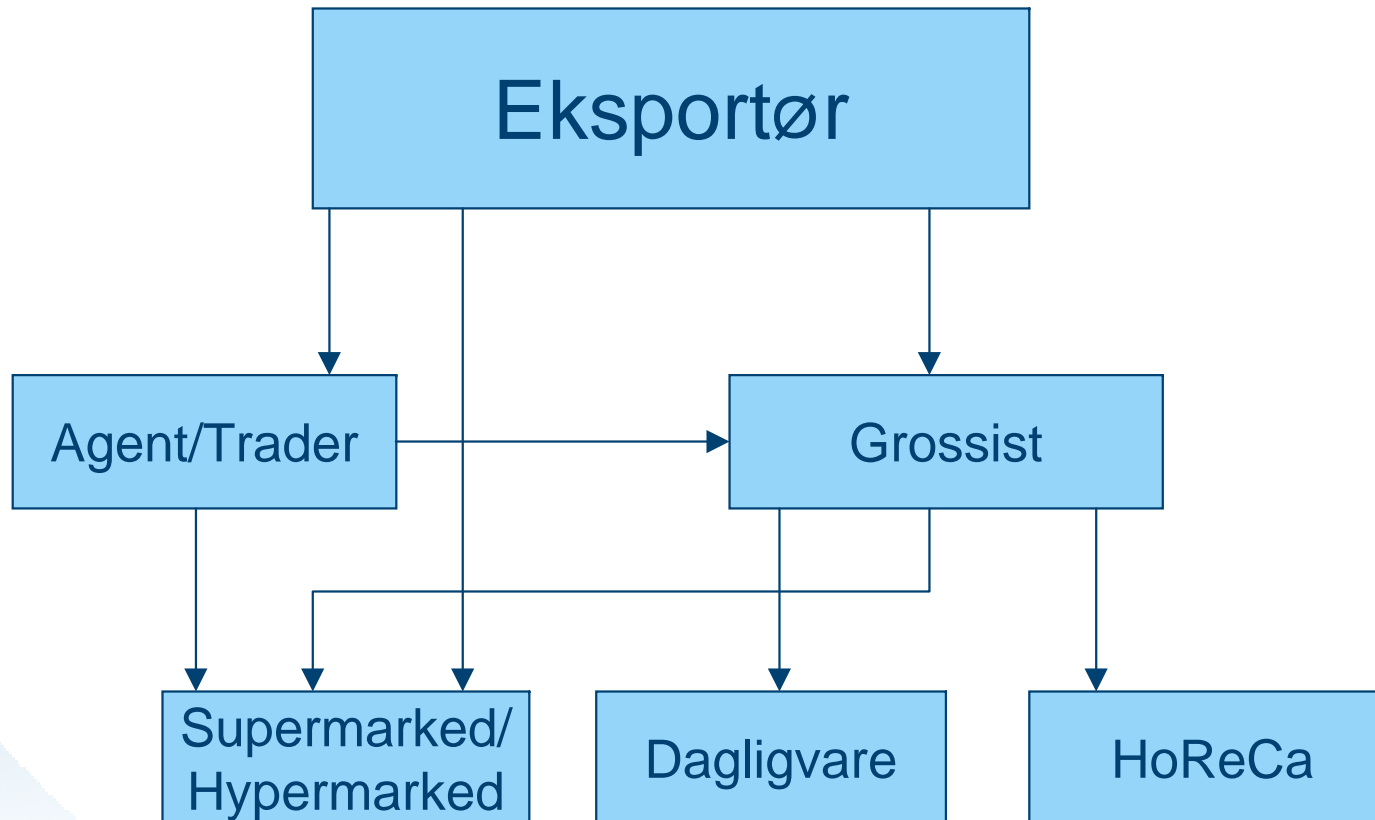 Eksportør
Agent/Trader
Grossist
Supermarked/
Hypermarked
Dagligvare
HoReCa